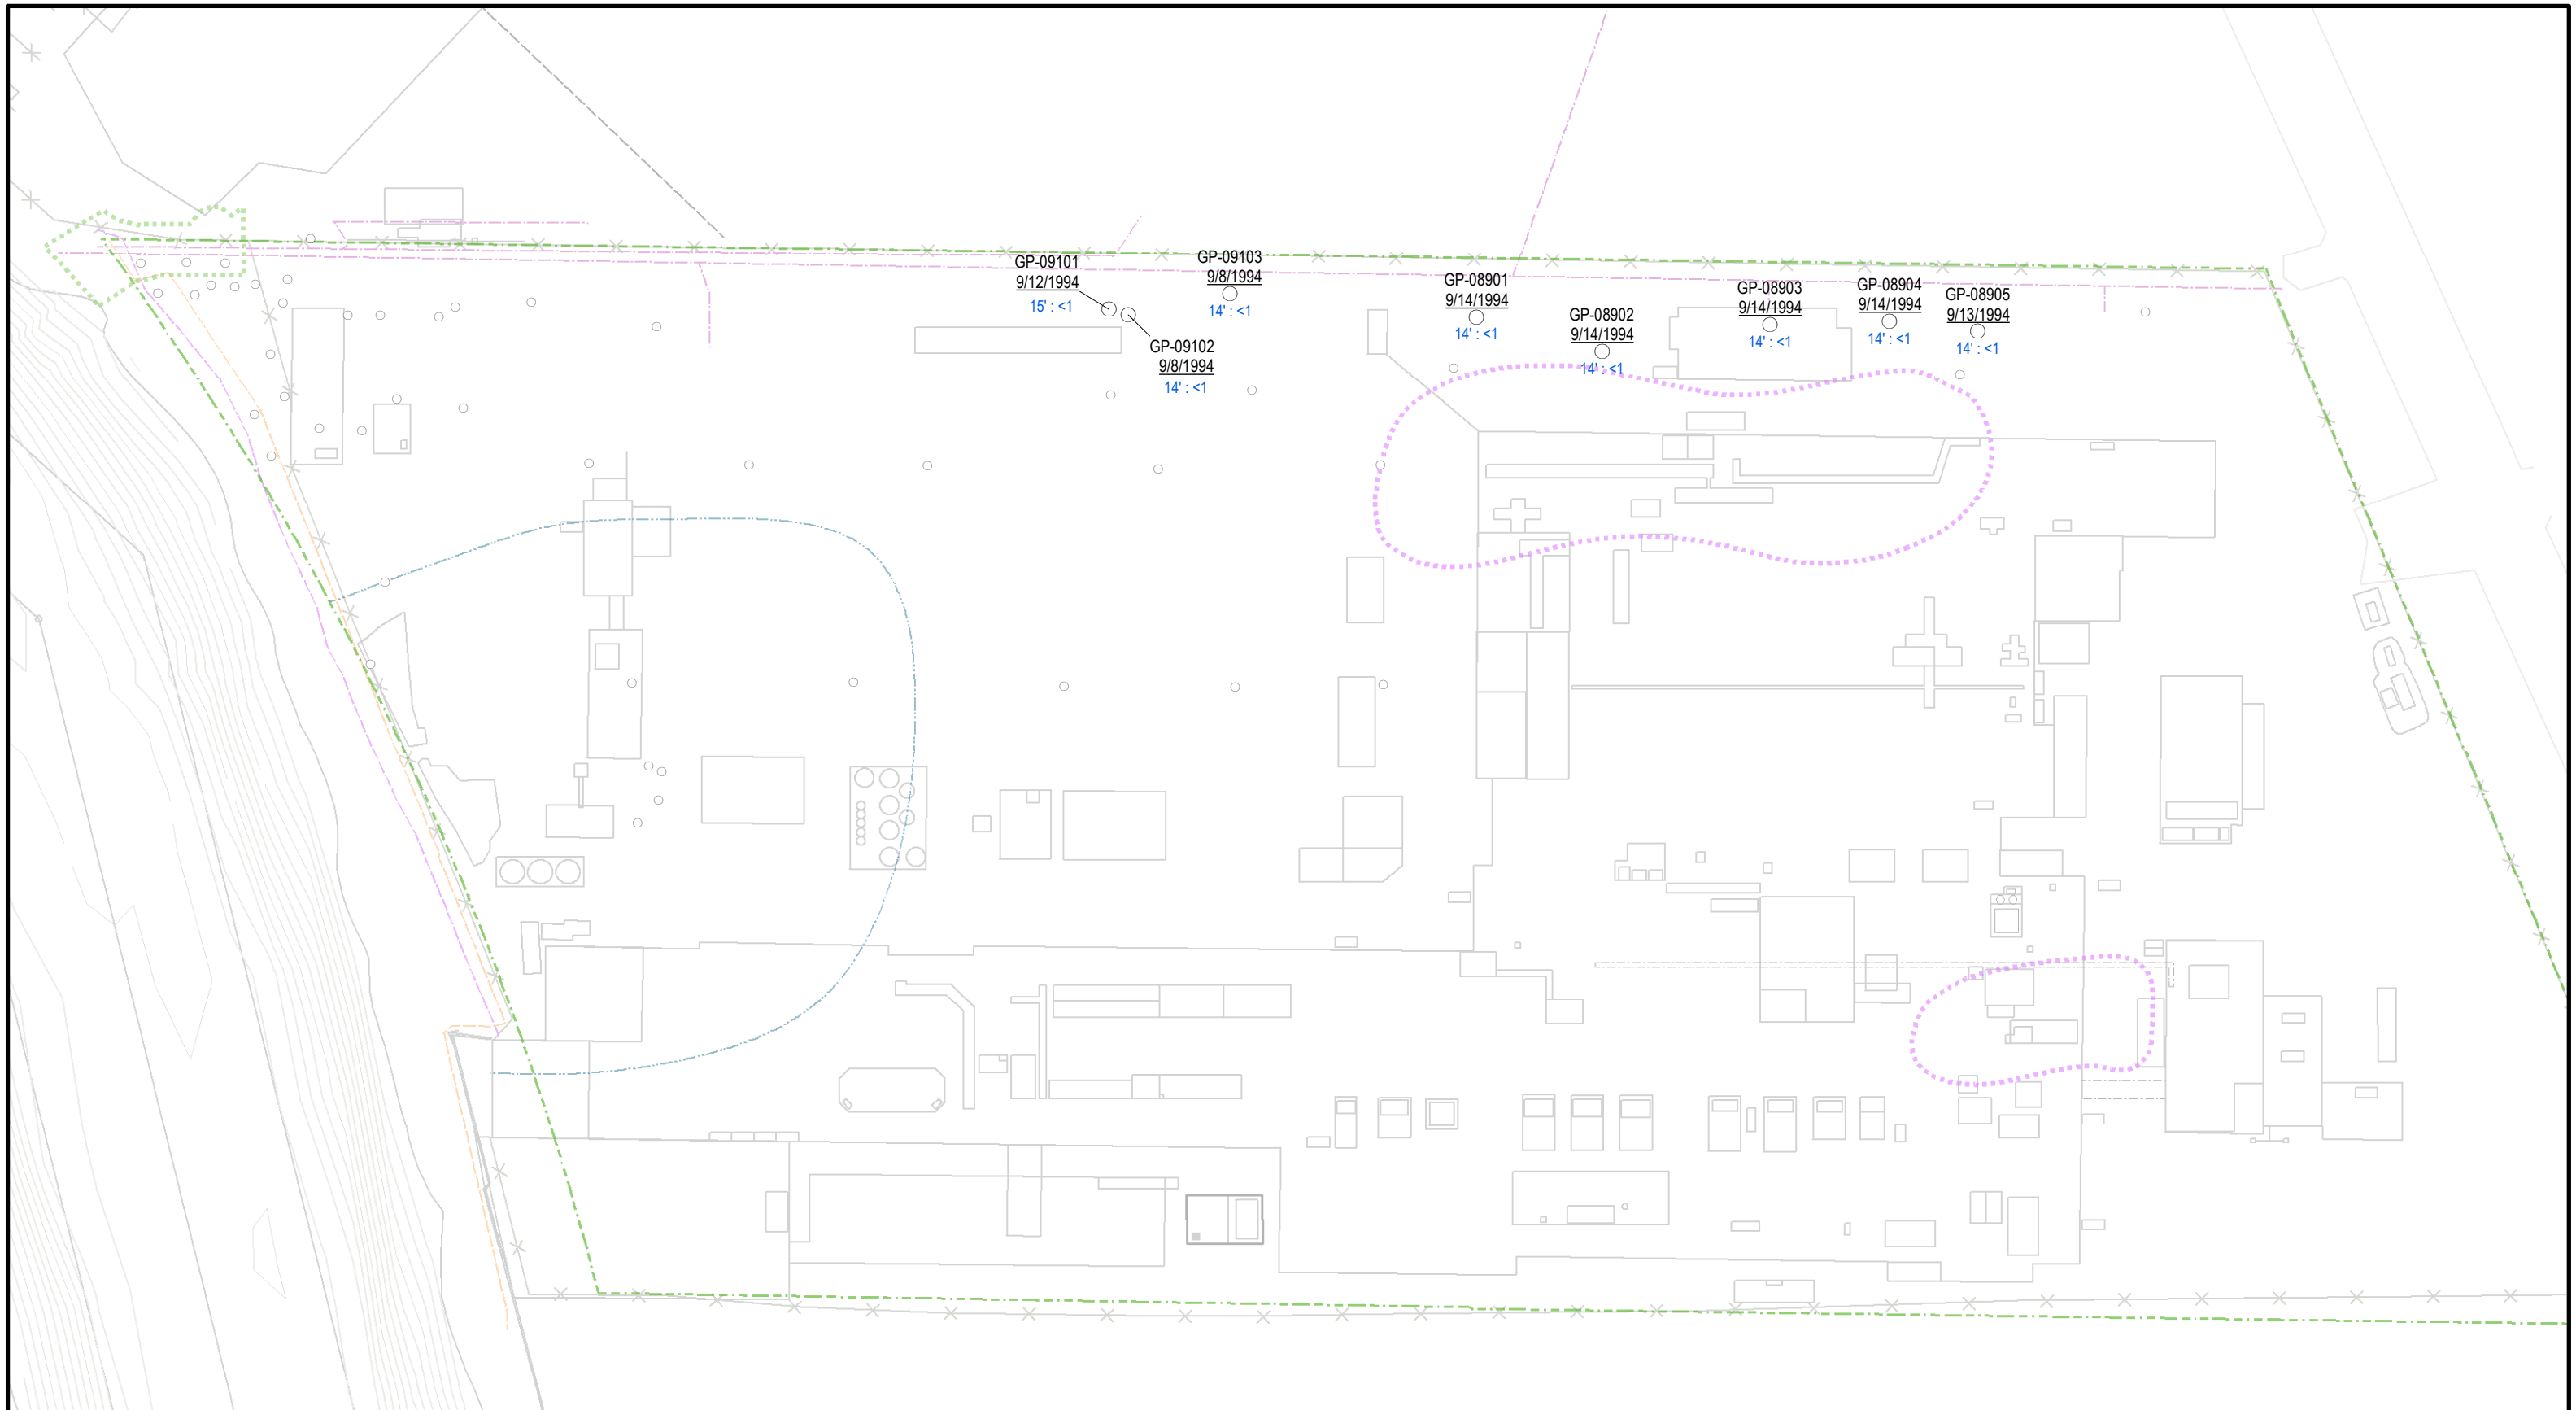 GP-09101
9/12/1994
15' : <1
GP-09102
9/8/1994
14' : <1
GP-09103
9/8/1994
14' : <1
GP-08901
9/14/1994
14' : <1
GP-08902
9/14/1994
14' : <1
GP-08903
9/14/1994
14' : <1
GP-08904
9/14/1994
14' : <1
GP-08905
9/13/1994
14' : <1